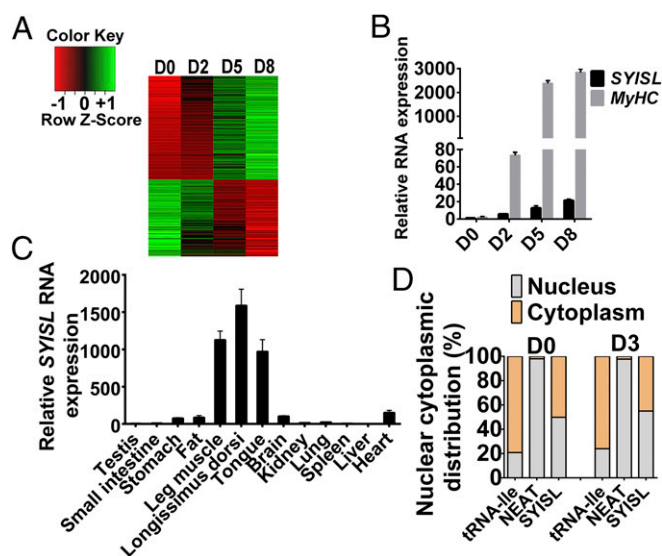 A
Color Key
-1 0 +1
Row Z-Score
D0 D2 D5 D8
B
Relative RNA expression
3000
2000
1000
80
60
40
20
0
SYISL
MyHC
D0 D2 D5 D8
C
Relative SYISL RNA
expression
2000
1500
1000
500
0
Testis
Small intestine
Stomach
Fat
Leg muscle
Longissimus dorsi
Tongue
Brain
Kidney
Lung
Spleen
Liver
Heart
D
Nucleus
Cytoplasm
D0 D3
Nuclear cytoplasmic
distribution (%)
100
80
60
40
20
0
tRNA-Ile
NEAT
SYISL
tRNA-Ile
NEAT
SYISL